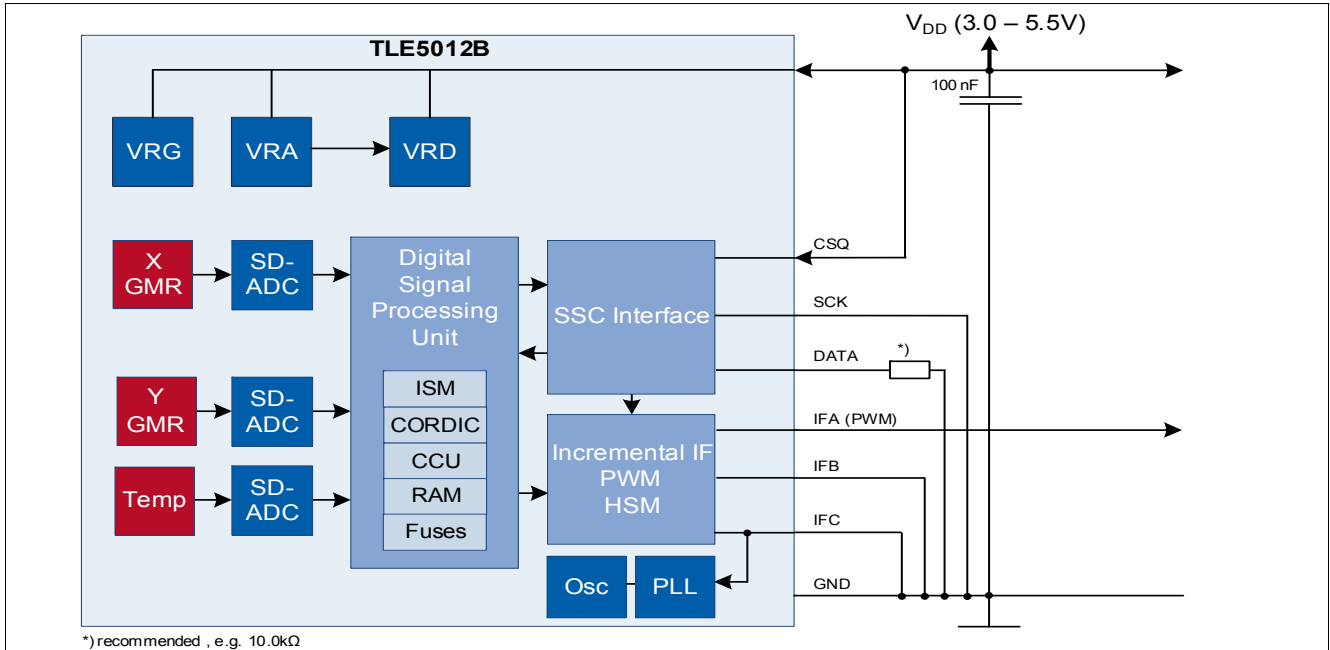 V_DD (3.0 – 5.5V)
TLE5012B
100 nF
VRG
VRA
VRD
CSQ
X
GMR
SD-
ADC
Digital
Signal
Processing
Unit
SSC Interface
SCK
DATA
*)
Y
GMR
SD-
ADC
ISM
CORDIC
CCU
RAM
Fuses
Incremental IF
PWM
HSM
IFA (PWM)
IFB
IFC
Temp
SD-
ADC
Osc
PLL
GND
*) recommended , e.g. 10.0kΩ